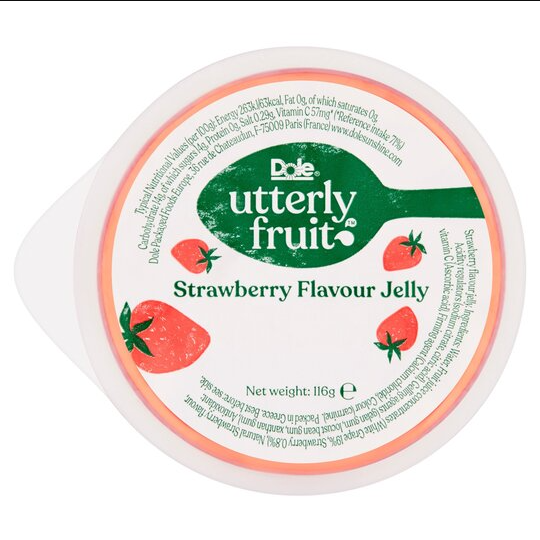 Typical Nutritional Values (per 100g): Energy 263kJ/63kcal, Fat 0g, of which saturates 0g,
Carbohydrate 14g, of which sugars 14g, Protein 0g, Salt 0.29g, Vitamin C 57mg* (*Reference intake 71%)
Dole Packaged Foods Europe, 36 rue de Chateaudun, F-75009 Paris (France) www.dolesunshine.com
Dole®
utterly
fruit™
Strawberry Flavour Jelly
Net weight: 116g ℮
Strawberry flavour jelly: Ingredients: Water, Fruit juice concentrates (White Grape 19%, Strawberry 0.8%), Natural Strawberry flavour,
Acidity regulators (sodium citrate, citric acid), Gelling agents (gellan gum, locust bean gum, xanthan gum), Antioxidant:
vitamin C (Ascorbic acid), Firming agent (Calcium chloride), Colour (carmine). Packed in Greece. Best before see side.